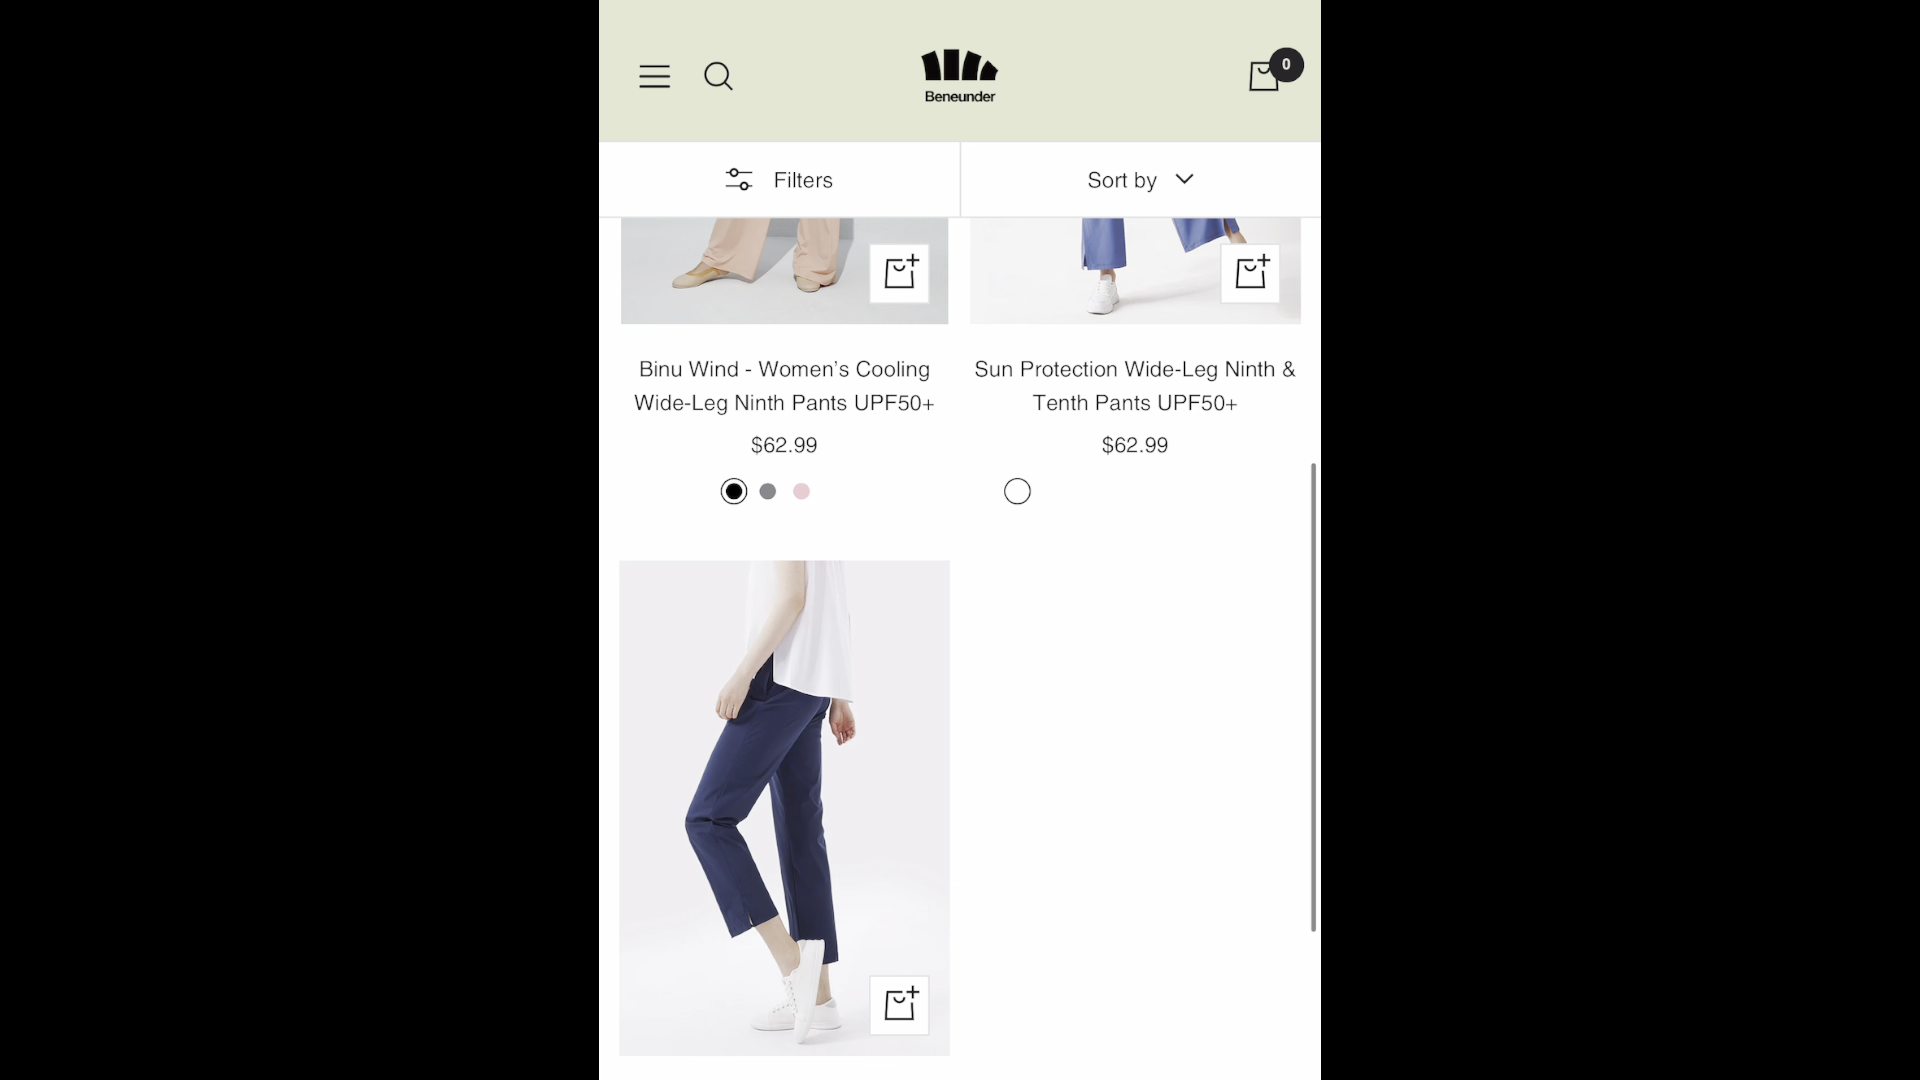 Beneunder
0
Filters
Sort by
Binu Wind - Women’s Cooling
Wide-Leg Ninth Pants UPF50+
$62.99
Sun Protection Wide-Leg Ninth &
Tenth Pants UPF50+
$62.99